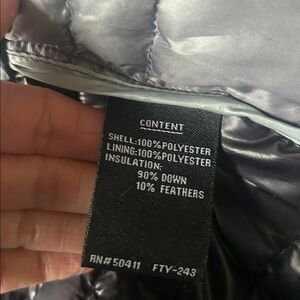 CONTENT
SHELL:100%POLYESTER
LINING:100%POLYESTER
INSULATION:
90% DOWN
10% FEATHERS
RN#50411 FTY-243